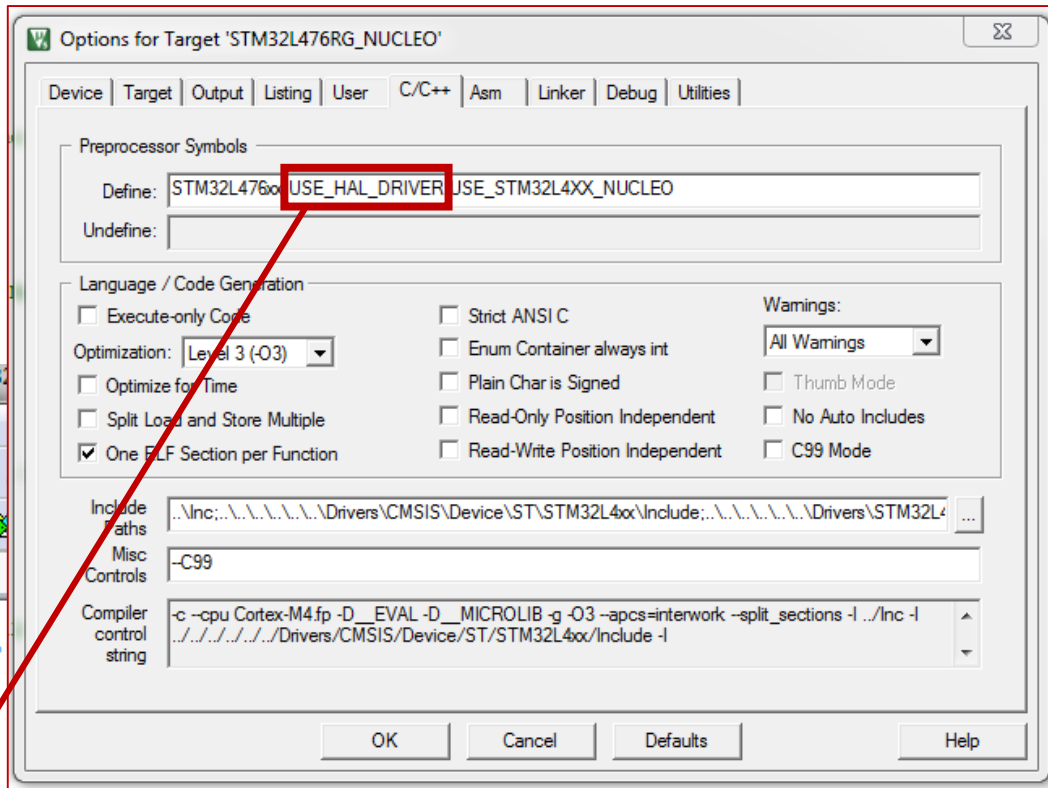 Options for Target 'STM32L476RG_NUCLEO'
Device Target Output Listing User C/C++ Asm Linker Debug Utilities
Preprocessor Symbols
Define: STM32L476xx USE_HAL_DRIVER USE_STM32L4XX_NUCLEO
Undefine:
Language / Code Generation
Execute-only Code
Optimization: Level 3 (-O3)
Optimize for Time
Split Load and Store Multiple
One ELF Section per Function
Strict ANSI C
Enum Container always int
Plain Char is Signed
Read-Only Position Independent
Read-Write Position Independent
Warnings:
All Warnings
Thumb Mode
No Auto Includes
C99 Mode
Include
Paths
..\Inc;..\..\..\..\..\..\Drivers\CMSIS\Device\ST\STM32L4xx\Include;..\..\..\..\..\..\Drivers\STM32L4
...
Misc
Controls
--C99
Compiler
control
string
-c --cpu Cortex-M4.fp -D__EVAL -D__MICROLIB -g -O3 --apcs=interwork --split_sections -I ../Inc -I
../../../../../../Drivers/CMSIS/Device/ST/STM32L4xx/Include -I
OK Cancel Defaults Help